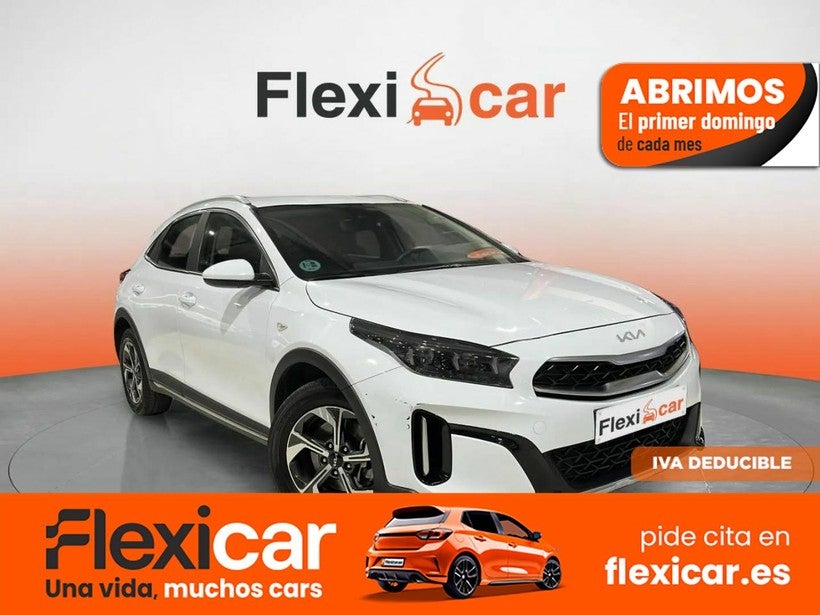 Flexicar
ABRIMOS
El primer domingo
de cada mes
KIA
Flexicar
IVA DEDUCIBLE
Flexicar
Una vida, muchos cars
pide cita en
flexicar.es